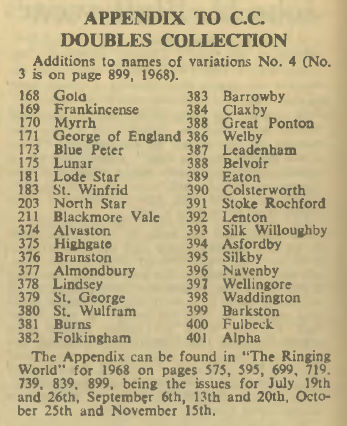 APPENDIX TO C.C.
DOUBLES COLLECTION
Additions to names of variations No. 4 (No.
3 is on page 899, 1968).
168 Gold 383 Barrowby
169 Frankincense 384 Claxby
170 Myrrh 388 Great Ponton
171 George of England 386 Welby
173 Blue Peter 387 Leadenham
175 Lunar 388 Belvoir
181 Lode Star 389 Eaton
183 St. Winfrid 390 Colsterworth
203 North Star 391 Stoke Rochford
211 Blackmore Vale 392 Lenton
374 Alvaston 393 Silk Willoughby
375 Highgate 394 Asfordby
376 Brunston 395 Silkby
377 Almondbury 396 Navenby
378 Lindsey 397 Wellingore
379 St. George 398 Waddington
380 St. Wulfram 399 Barkston
381 Burns 400 Fulbeck
382 Folkingham 401 Alpha
The Appendix can be found in "The Ringing
World" for 1968 on pages 575, 595, 699, 719.
739, 839, 899, being the issues for July 19th
and 26th, September 6th, 13th and 20th, Octo-
ber 25th and November 15th.